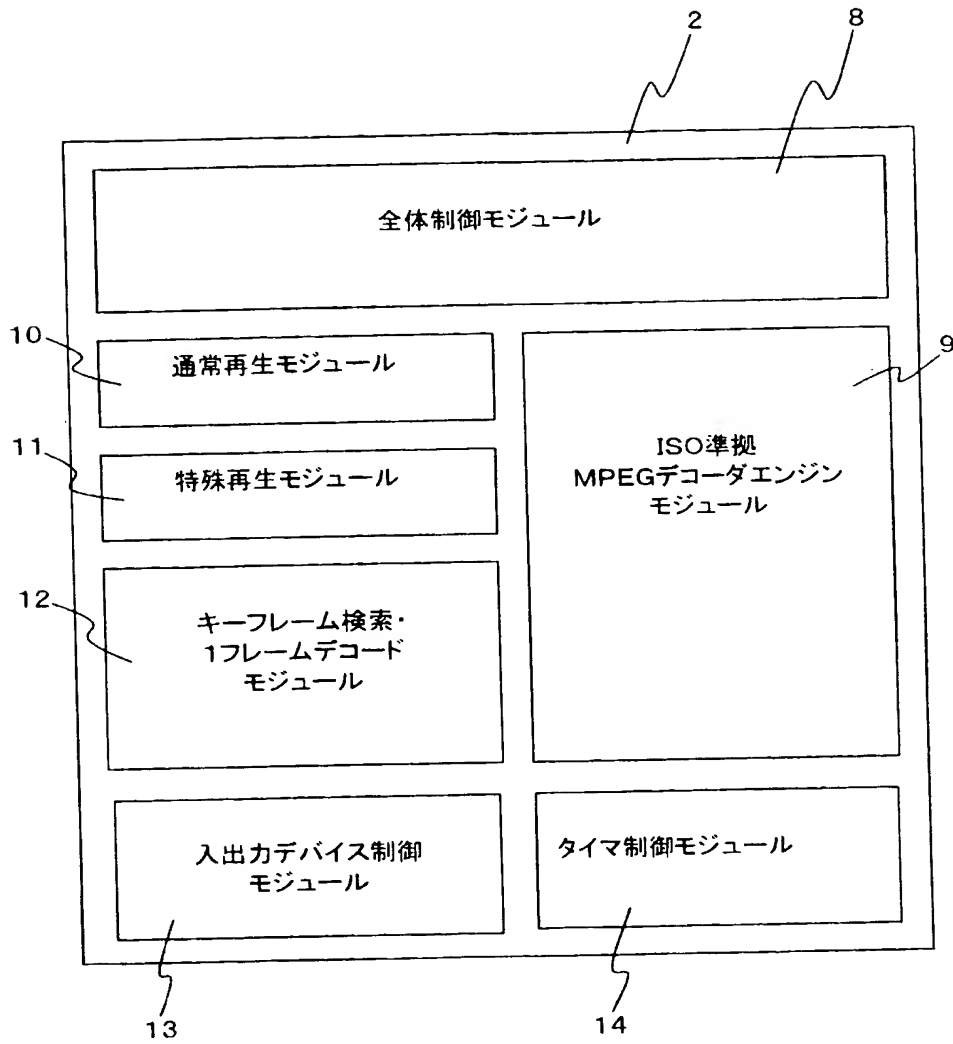 2
8
全体制御モジュール
10
通常再生モジュール
9
ISO準拠
MPEGデコーダエンジン
モジュール
11
特殊再生モジュール
12
キーフレーム検索・
1フレームデコード
モジュール
入出力デバイス制御
モジュール
タイマ制御モジュール
13
14